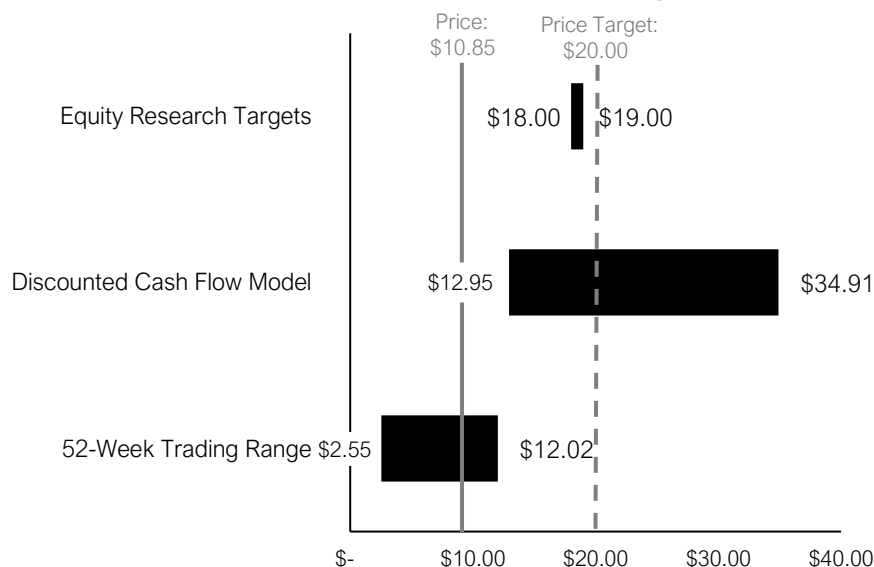 Price:
$10.85
Price Target:
$20.00
Equity Research Targets
$18.00
$19.00
Discounted Cash Flow Model
$12.95
$34.91
52-Week Trading Range
$2.55
$12.02
$-
$10.00
$20.00
$30.00
$40.00